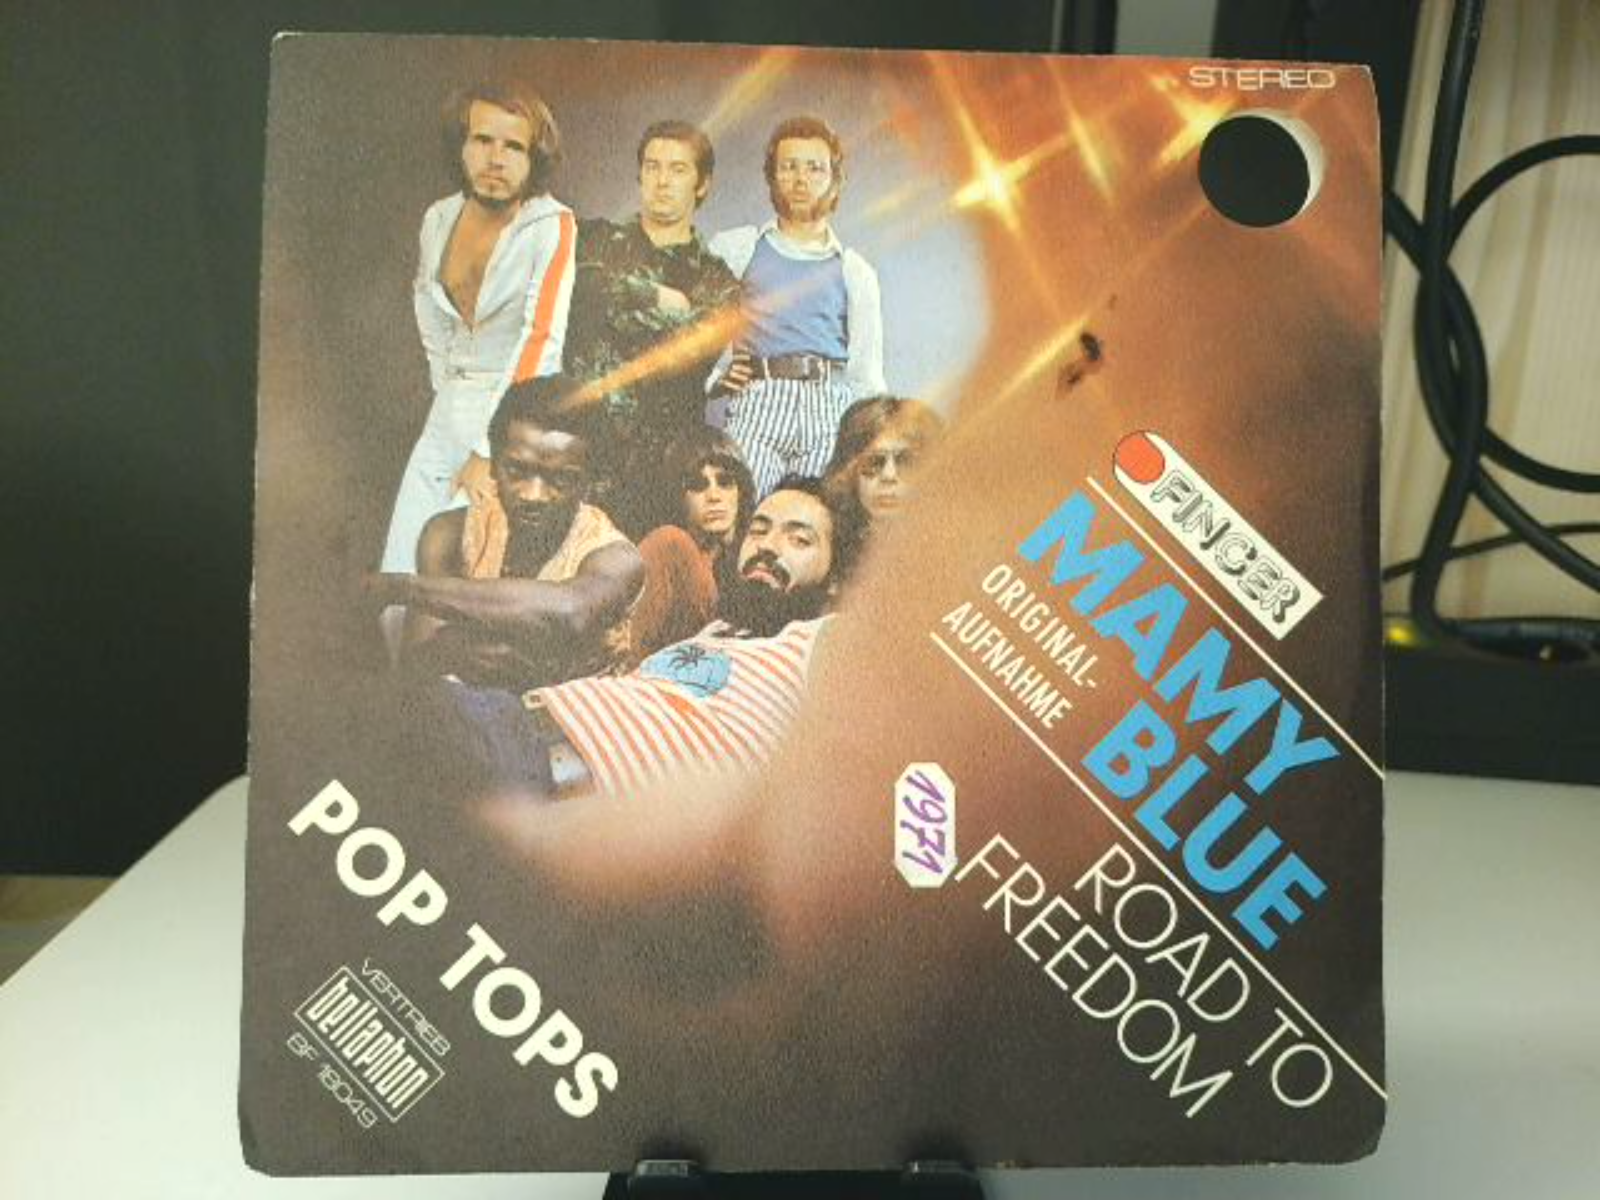 STEREO
FINGER
MAMY
BLUE
ORIGINAL-
AUFNAHME
ROAD TO
FREEDOM
1971
POP TOPS
VERTRIEB
bellaphon
BF 18049